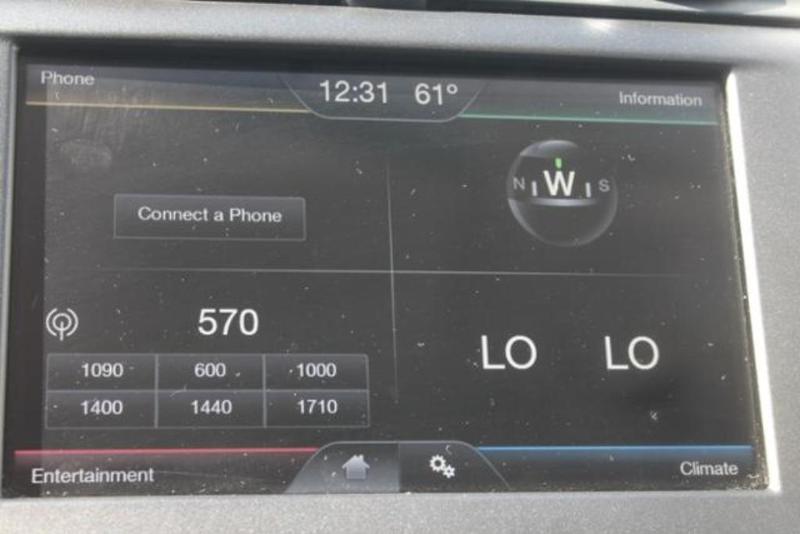 Phone
12:31 61°
Information
N W S
Connect a Phone
570
1090 600 1000
1400 1440 1710
LO LO
Entertainment
Climate